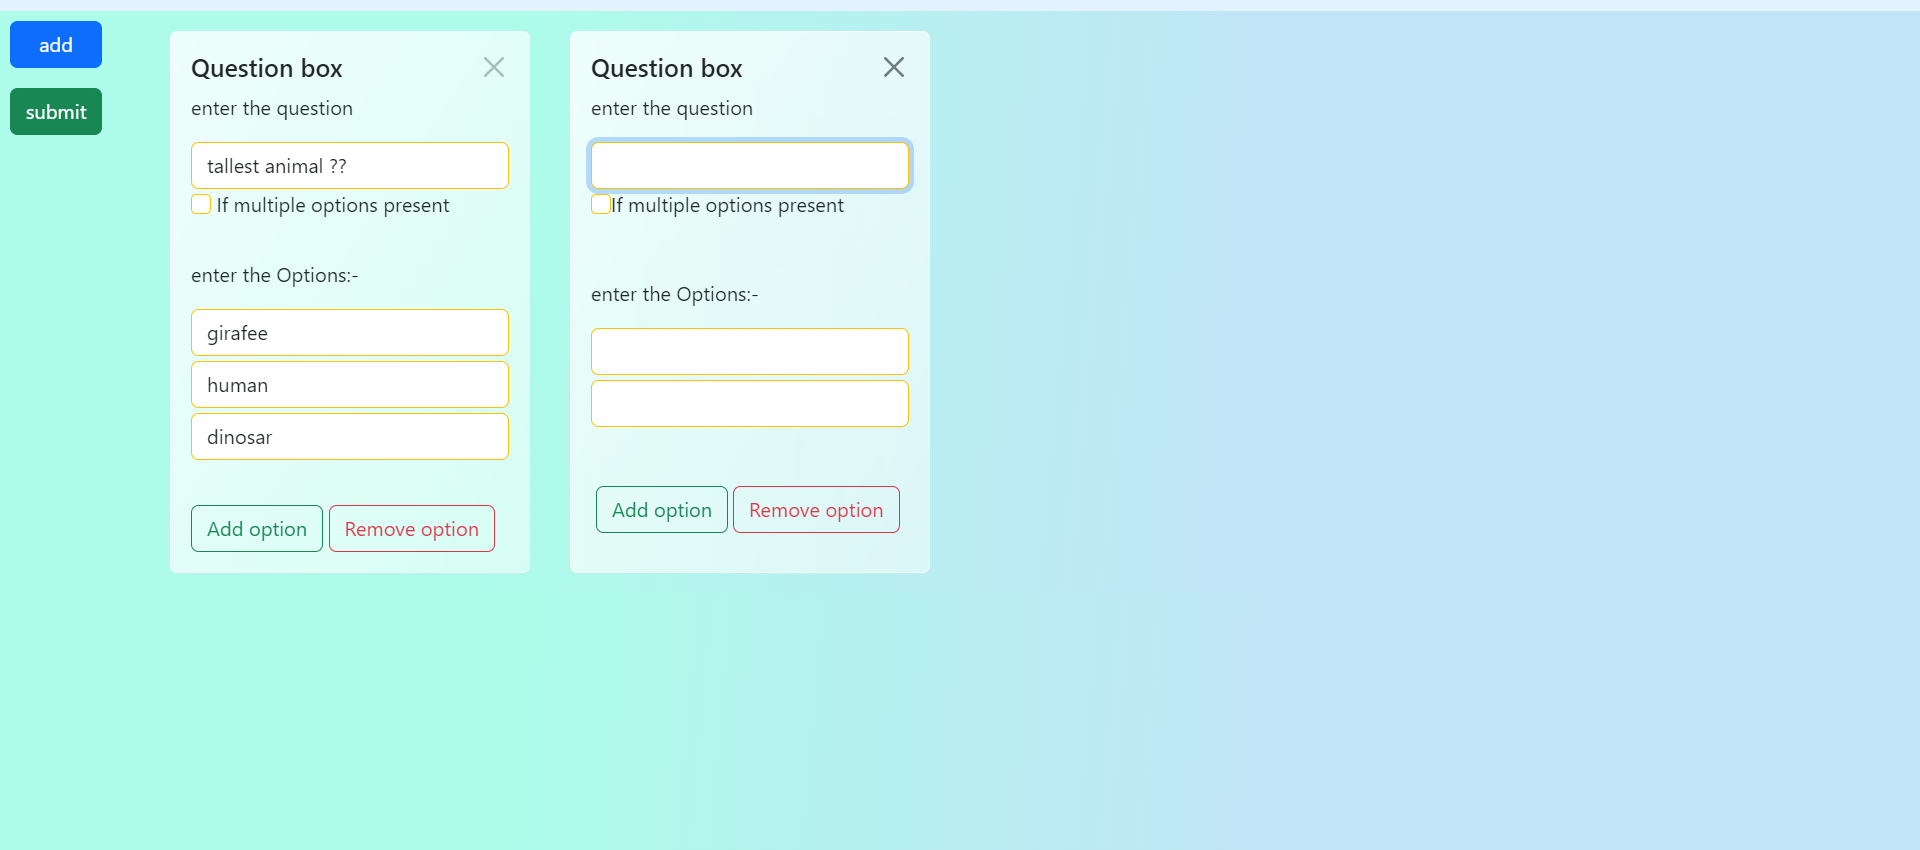 add
submit
Question box
enter the question
tallest animal ??
If multiple options present
enter the Options:-
girafee
human
dinosar
Add option
Remove option
Question box
enter the question
If multiple options present
enter the Options:-
Add option
Remove option